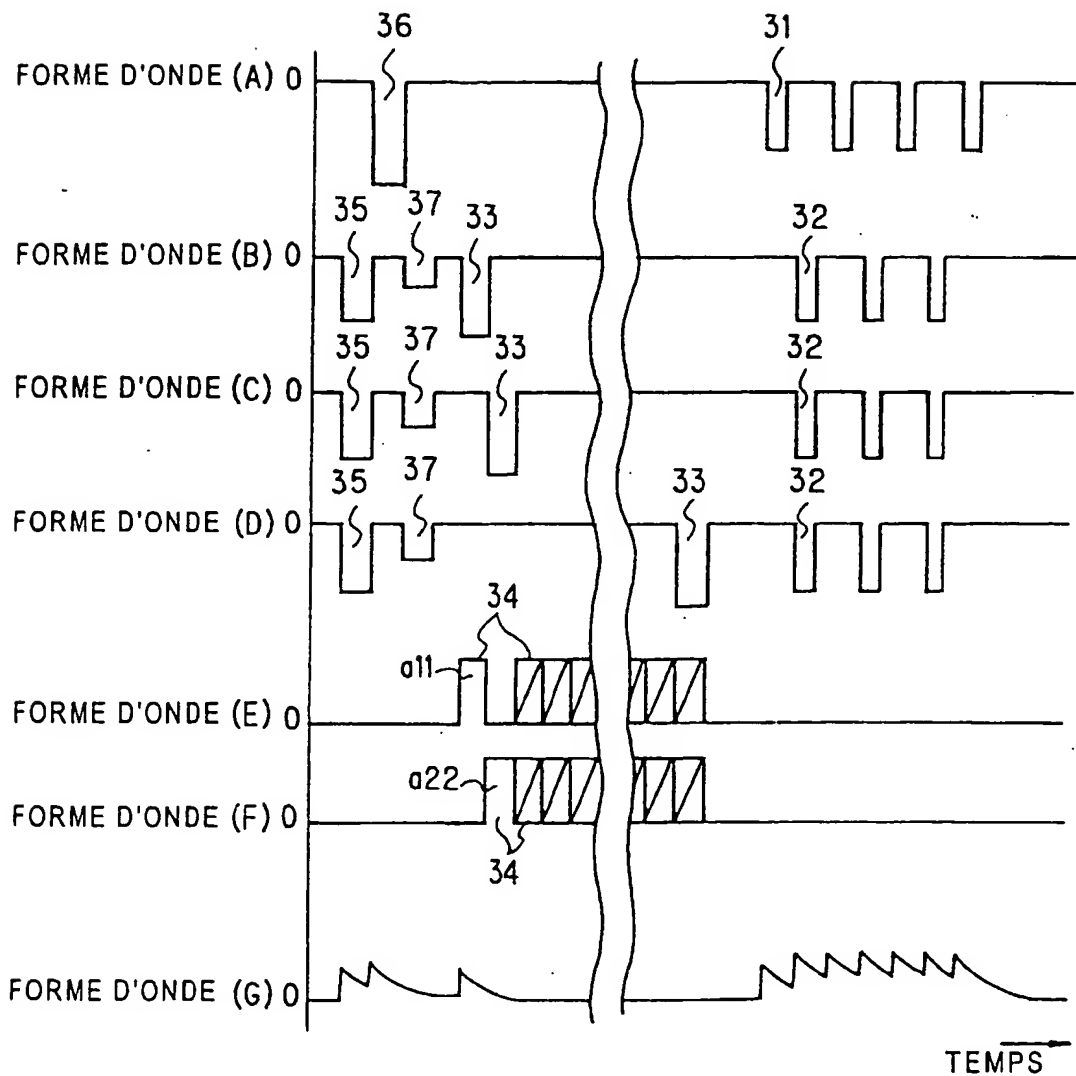 36
31
FORME D'ONDE (A) 0
35
37
33
32
FORME D'ONDE (B) 0
35
37
33
32
FORME D'ONDE (C) 0
35
37
33
32
FORME D'ONDE (D) 0
34
a11
FORME D'ONDE (E) 0
a22
FORME D'ONDE (F) 0
34
FORME D'ONDE (G) 0
TEMPS